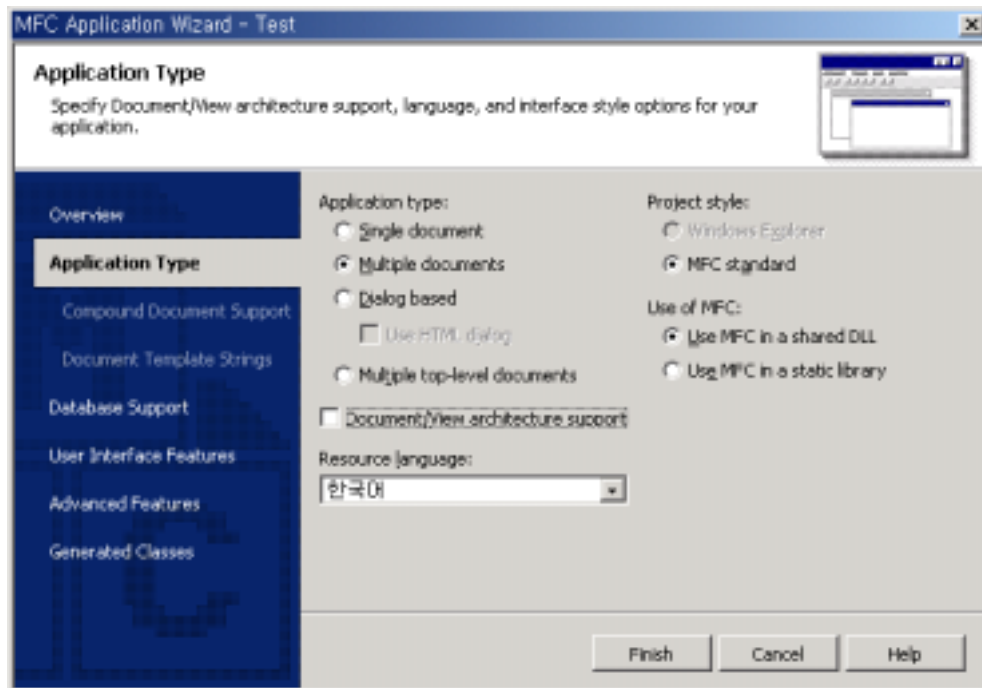 MFC Application Wizard - Test
Application Type
Specify Document/View architecture support, language, and interface style options for your
application.
Overview
Application Type
Compound Document Support
Document Template Strings
Database Support
User Interface Features
Advanced Features
Generated Classes
Application type:
Single document
Multiple documents
Dialog based
Use HTML dialog
Multiple top-level documents
Document/View architecture support
Resource language:
한국어
Project style:
Windows Explorer
MFC standard
Use of MFC:
Use MFC in a shared DLL
Use MFC in a static library
Finish
Cancel
Help